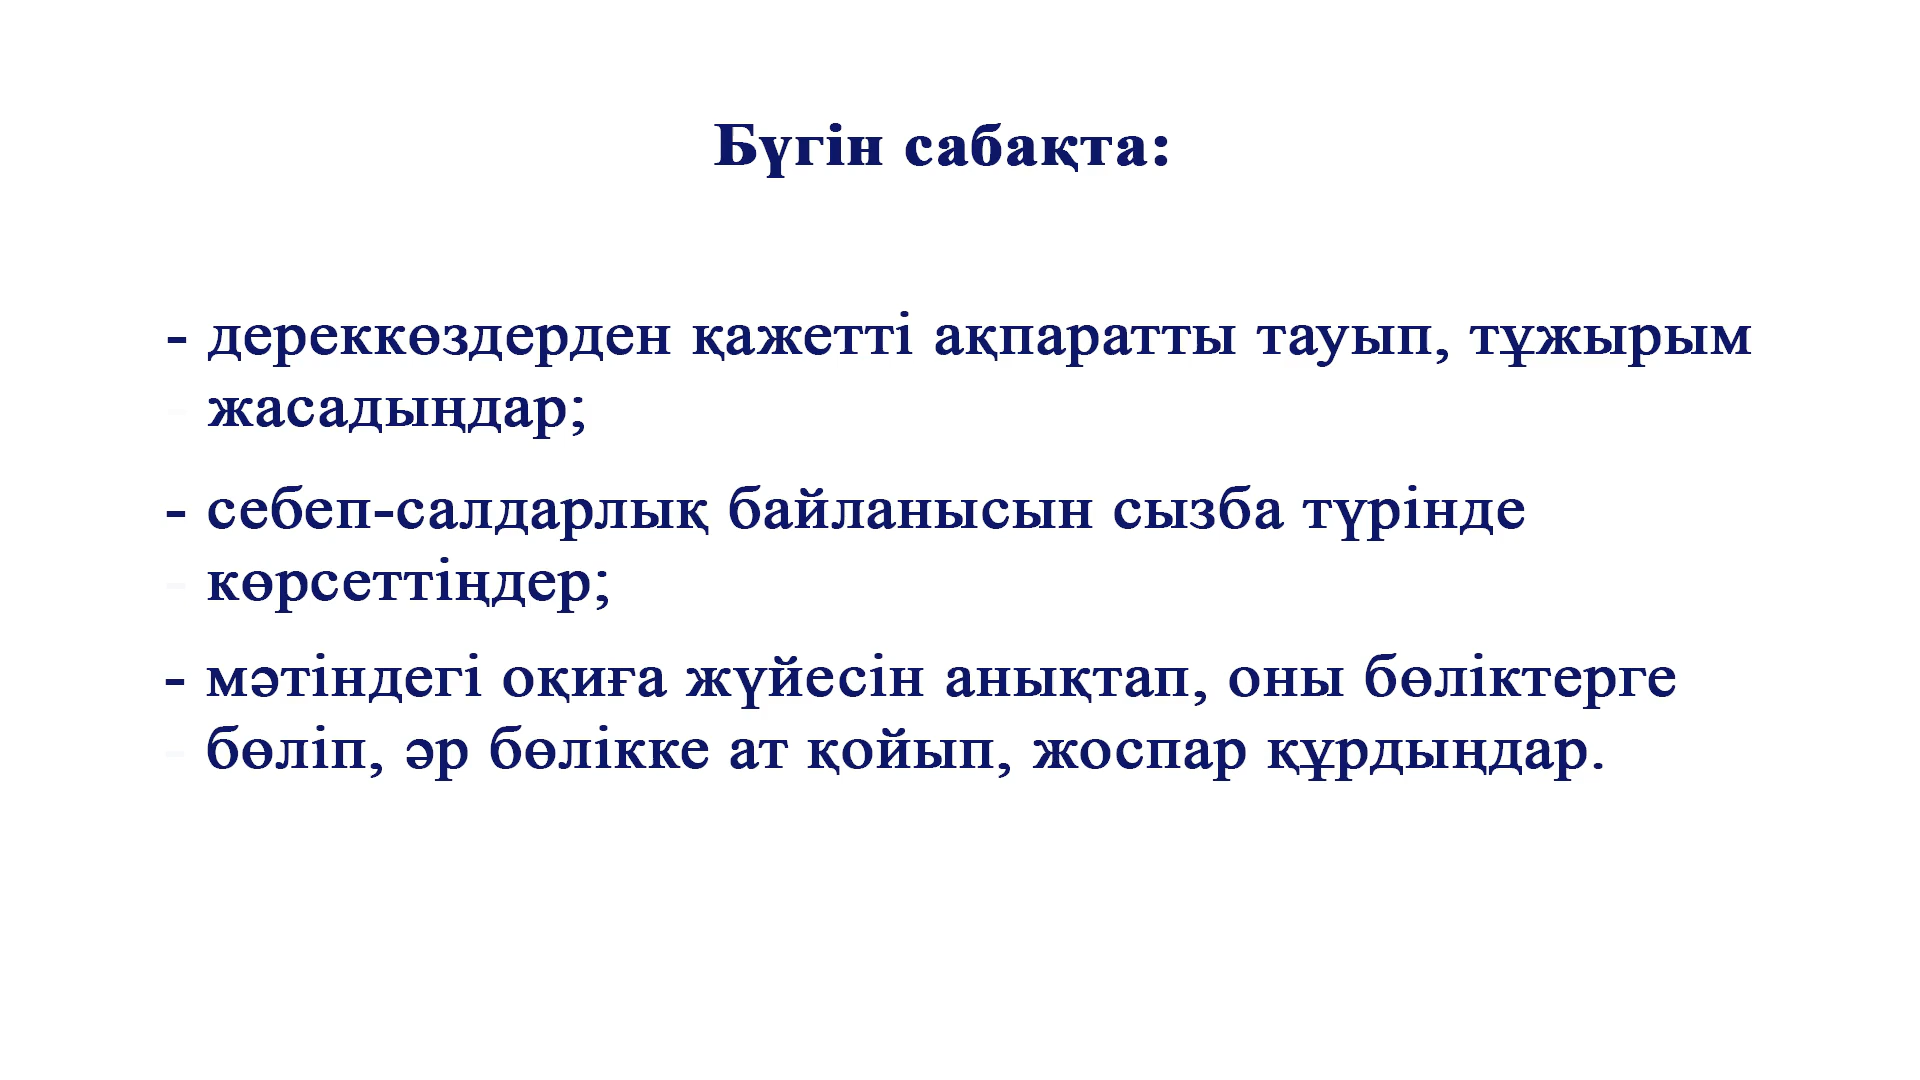 Бүгін сабақта:
- дереккөздерден қажетті ақпаратты тауып, тұжырым
жасадыңдар;
- себеп-салдарлық байланысын сызба түрінде
көрсеттіңдер;
- мәтіндегі оқиға жүйесін анықтап, оны бөліктерге
бөліп, әр бөлікке ат қойып, жоспар құрдыңдар.